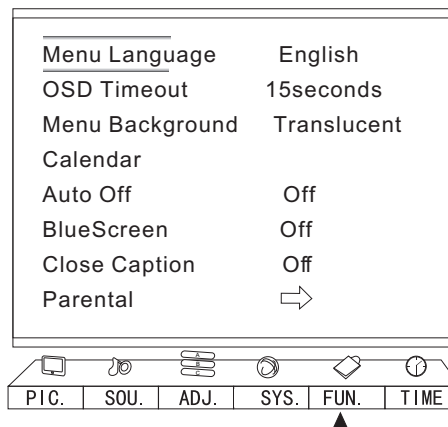 Menu Language English
OSD Timeout 15seconds
Menu Background Translucent
Calendar
Auto Off Off
BlueScreen Off
Close Caption Off
Parental
A
B
C
PIC. SOU. ADJ. SYS. FUN. TIME